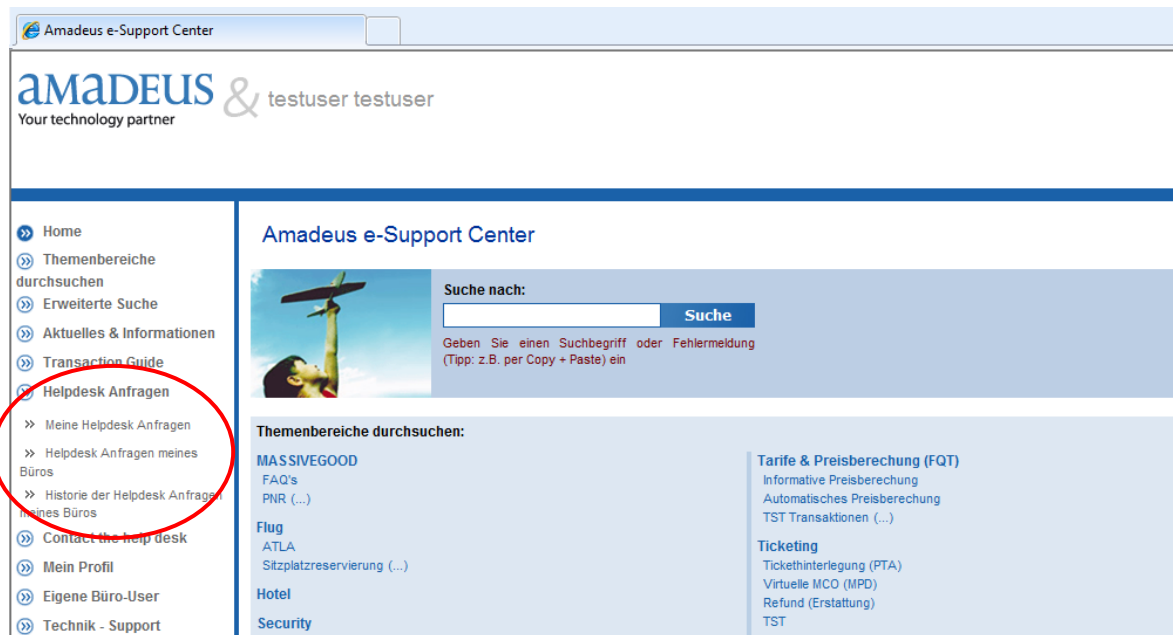 Amadeus e-Support Center
amadeus
Your technology partner
& testuser testuser
Home
Themenbereiche
durchsuchen
Erweiterte Suche
Aktuelles & Informationen
Transaction Guide
Helpdesk Anfragen
Meine Helpdesk Anfragen
Helpdesk Anfragen meines
Büros
Historie der Helpdesk Anfragen
meines Büros
Contact the help desk
Mein Profil
Eigene Büro-User
Technik - Support
Amadeus e-Support Center
Suche nach:
Suche
Geben Sie einen Suchbegriff oder Fehlermeldung
(Tipp: z.B. per Copy + Paste) ein
Themenbereiche durchsuchen:
MASSIVEGOOD
FAQ's
PNR (...)
Flug
ATLA
Sitzplatzreservierung (...)
Hotel
Security
Tarife & Preisberechung (FQT)
Informative Preisberechung
Automatisches Preisberechung
TST Transaktionen (...)
Ticketing
Tickethinterlegung (PTA)
Virtuelle MCO (MPD)
Refund (Erstattung)
TST